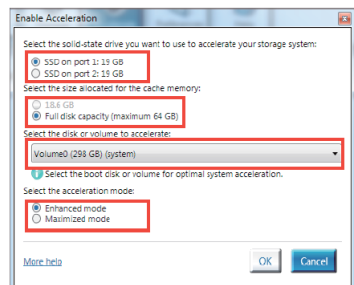 Enable Acceleration
Select the solid-state drive you want to use to accelerate your storage system:
SSD on port 1: 19 GB
SSD on port 2: 19 GB
Select the size allocated for the cache memory:
18.6 GB
Full disk capacity (maximum 64 GB)
Select the disk or volume to accelerate:
Volume0 (298 GB) (system)
Select the boot disk or volume for optimal system acceleration.
Select the acceleration mode:
Enhanced mode
Maximized mode
More help
OK
Cancel